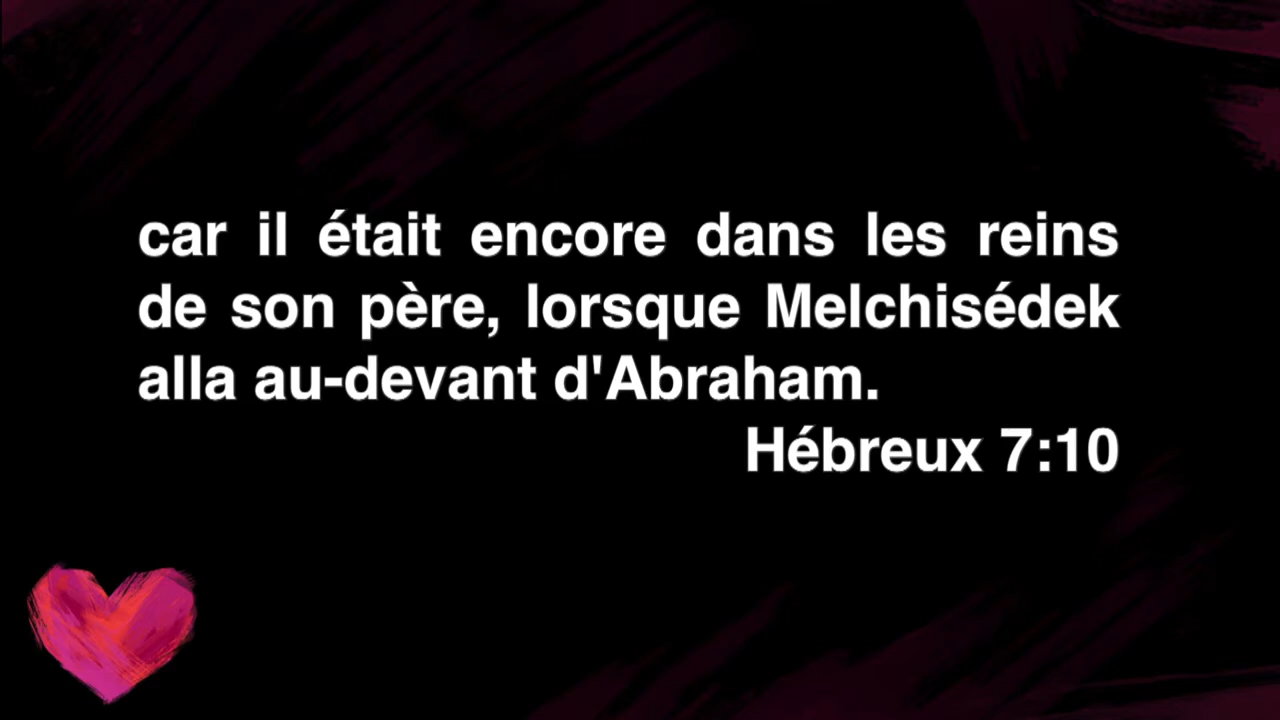 car il était encore dans les reins
de son père, lorsque Melchisédek
alla au-devant d'Abraham.
Hébreux 7:10